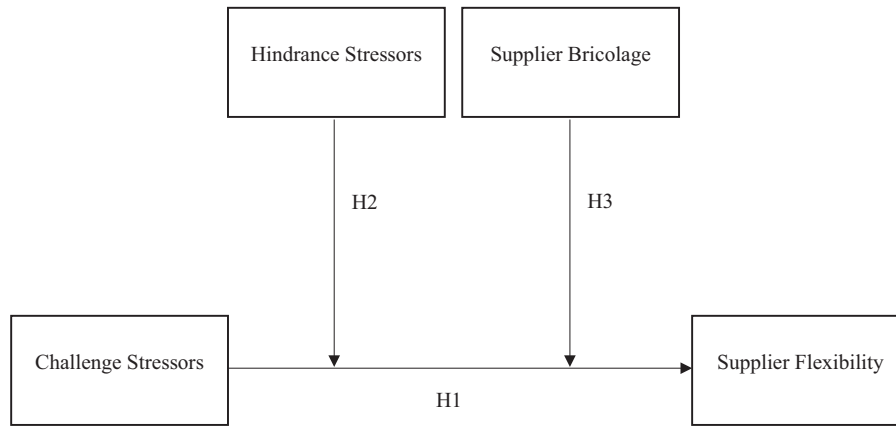 Hindrance Stressors
Supplier Bricolage
H2
H3
Challenge Stressors
Supplier Flexibility
H1